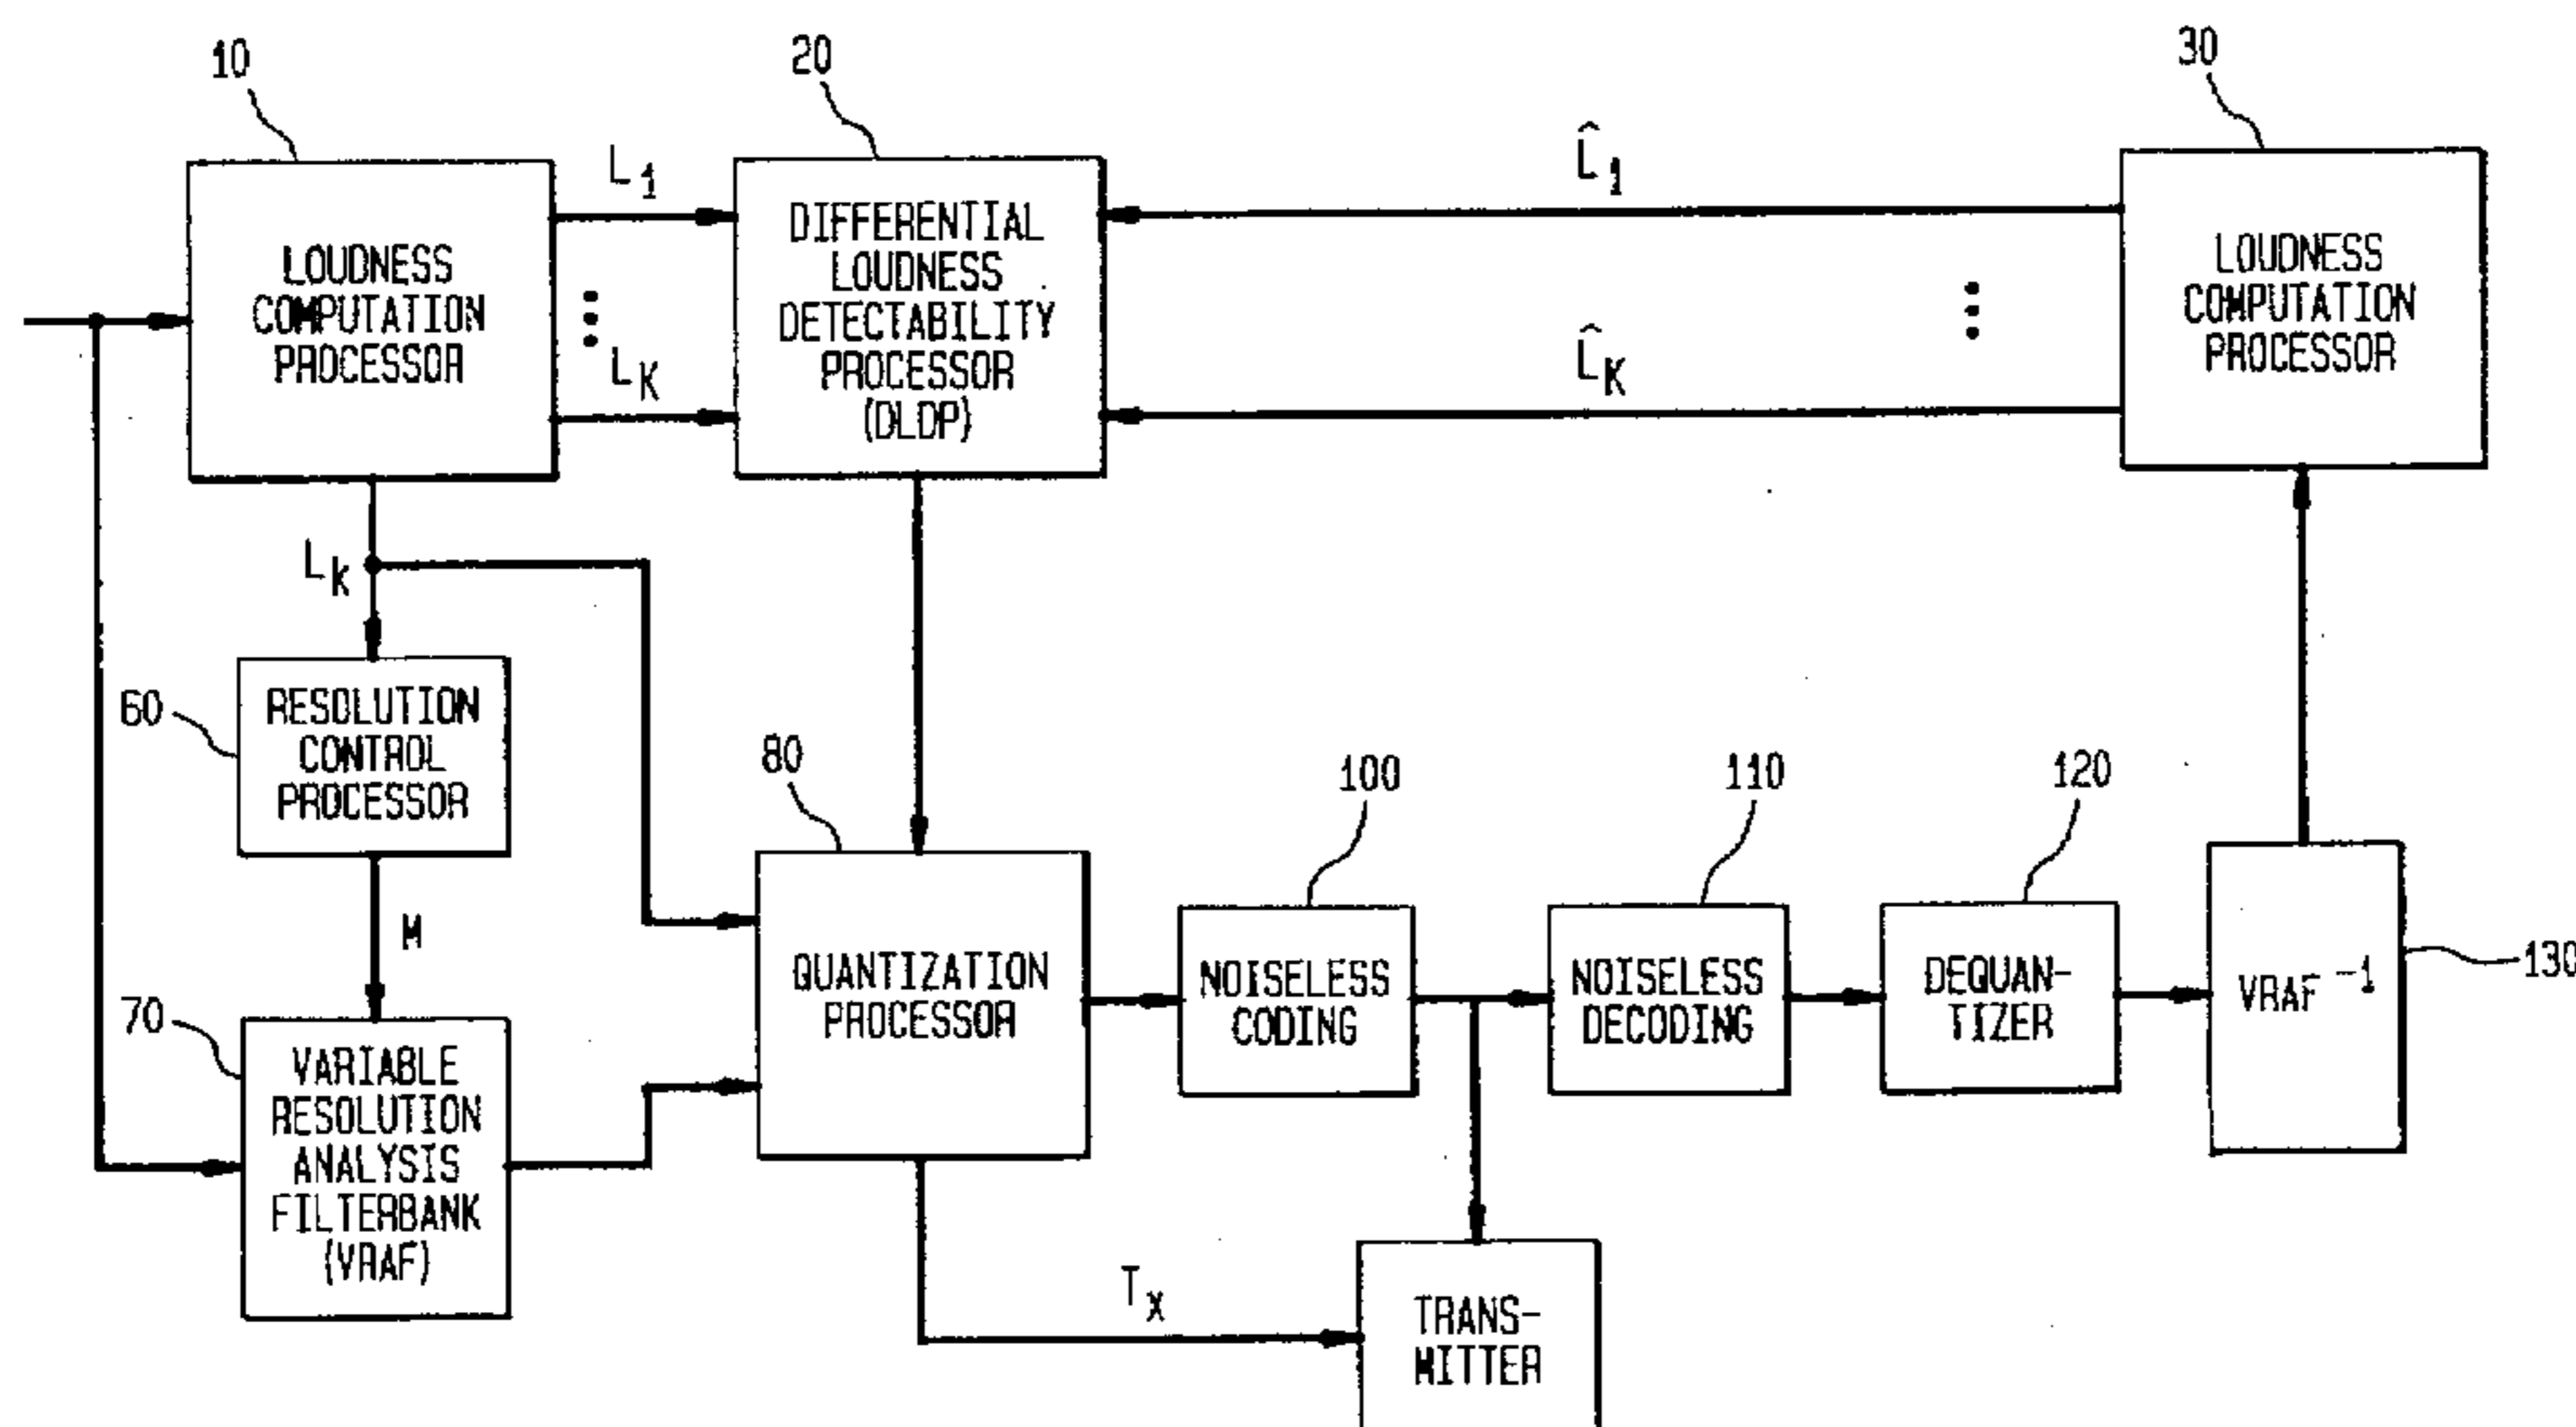 10
20
30
LOUDNESS
COMPUTATION
PROCESSOR
L1
LK
DIFFERENTIAL
LOUDNESS
DETECTABILITY
PROCESSOR
(DLDP)
L̂1
L̂K
LOUDNESS
COMPUTATION
PROCESSOR
Lk
60
RESOLUTION
CONTROL
PROCESSOR
M
70
VARIABLE
RESOLUTION
ANALYSIS
FILTERBANK
(VRAF)
80
QUANTIZATION
PROCESSOR
100
NOISELESS
CODING
110
NOISELESS
DECODING
120
DEQUAN-
TIZER
VRAF⁻¹
130
Tx
TRANS-
MITTER